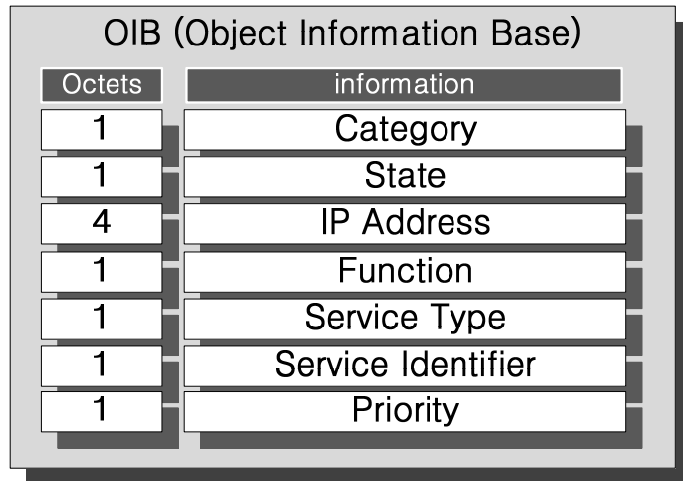 OIB (Object Information Base)
Octets information
1 Category
1 State
4 IP Address
1 Function
1 Service Type
1 Service Identifier
1 Priority